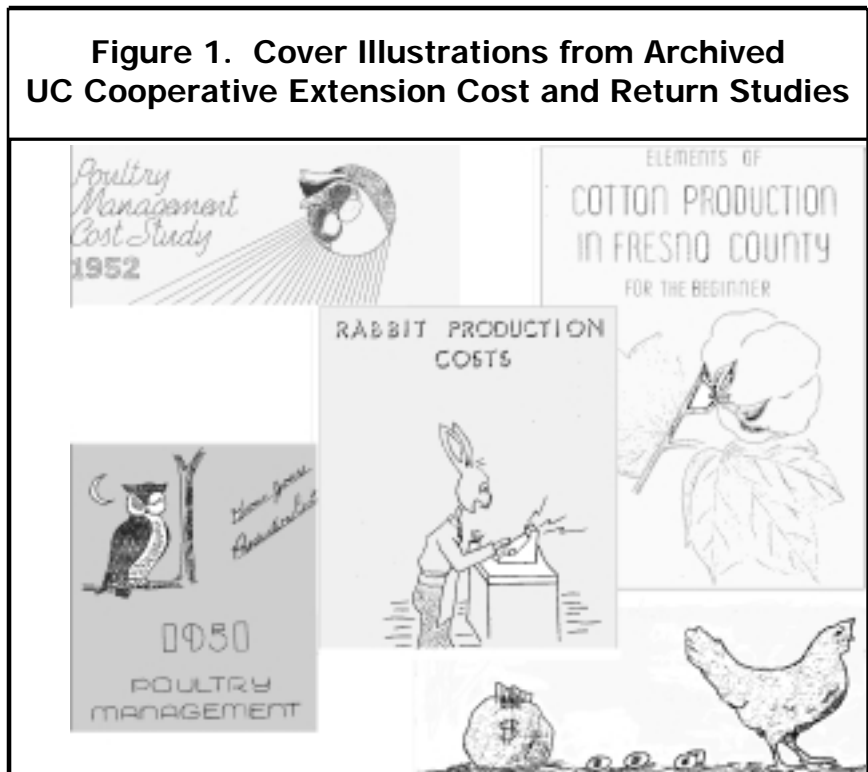 Figure 1.  Cover Illustrations from Archived
UC Cooperative Extension Cost and Return Studies
Poultry
Management
Cost Study
1952
ELEMENTS OF
COTTON PRODUCTION
IN FRESNO COUNTY
FOR THE BEGINNER
RABBIT PRODUCTION
COSTS
1950
POULTRY
MANAGEMENT
$